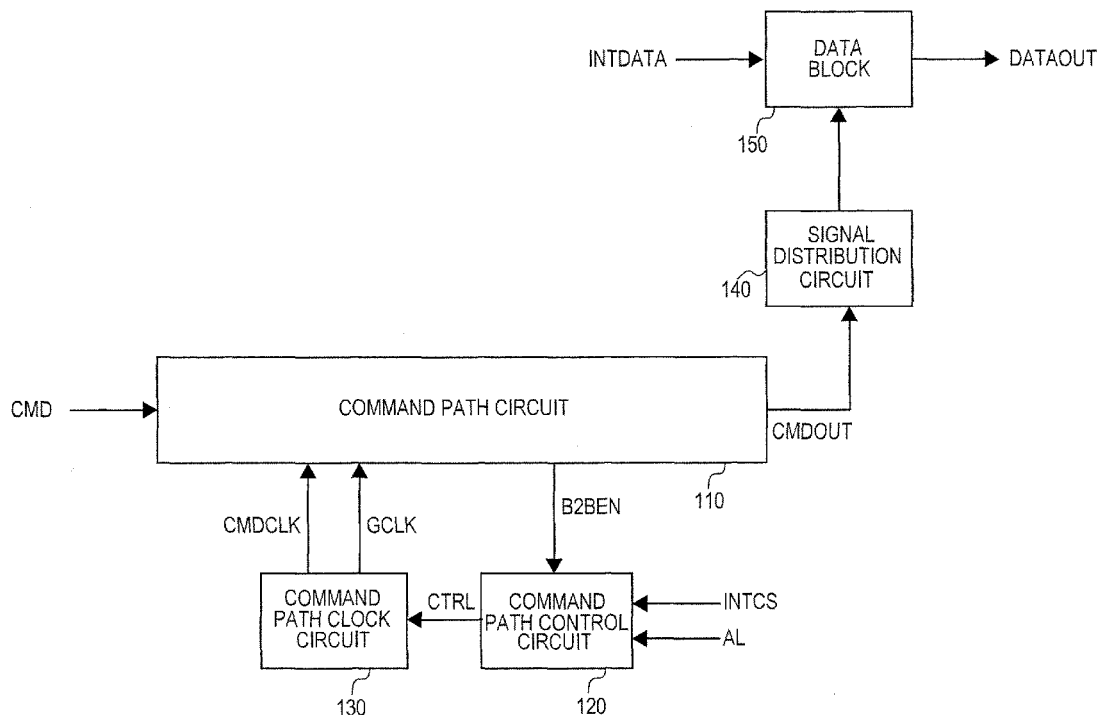 INTDATA
DATA
BLOCK
DATAOUT
150
SIGNAL
DISTRIBUTION
CIRCUIT
140
CMD
COMMAND PATH CIRCUIT
CMDOUT
110
CMDCLK
GCLK
B2BEN
COMMAND
PATH CLOCK
CIRCUIT
CTRL
COMMAND
PATH CONTROL
CIRCUIT
INTCS
AL
130
120